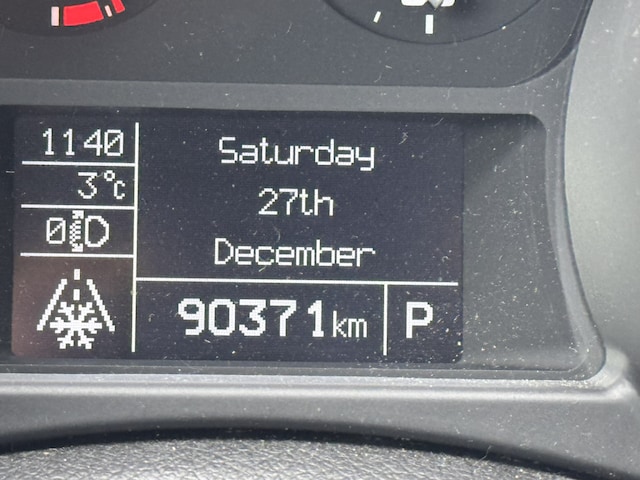 1140
3°C
0
Saturday
27th
December
90371km
P